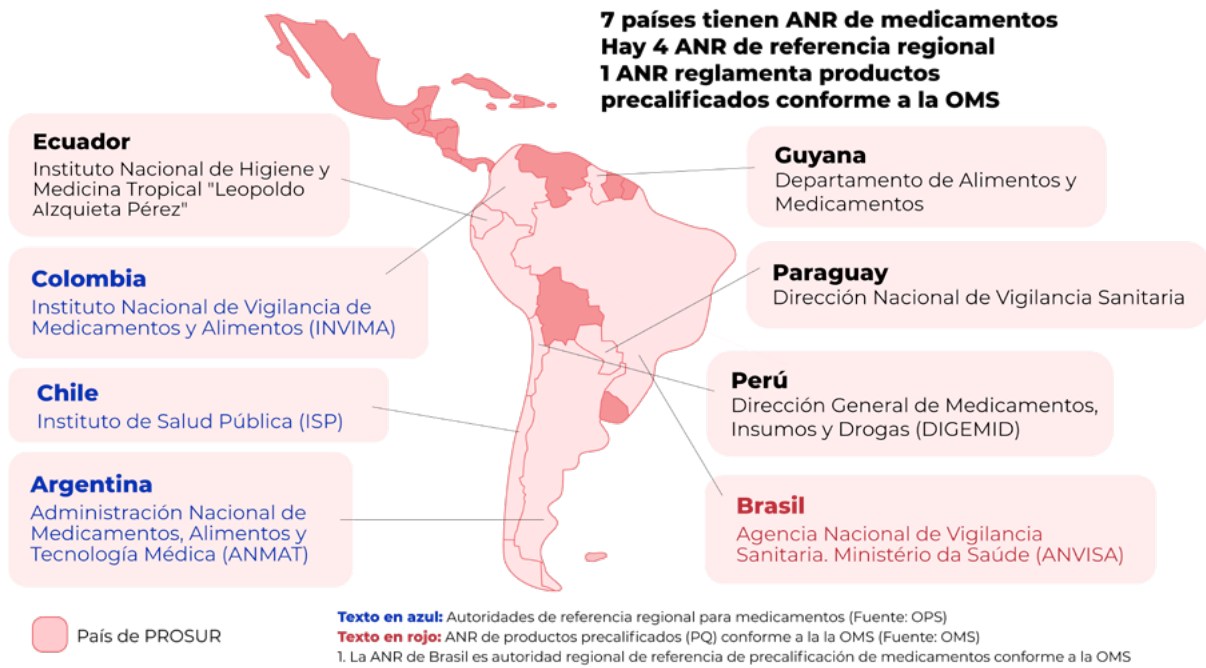 7 países tienen ANR de medicamentos
Hay 4 ANR de referencia regional
1 ANR reglamenta productos
precalificados conforme a la OMS
Ecuador
Instituto Nacional de Higiene y
Medicina Tropical "Leopoldo
Alzquieta Pérez"
Colombia
Instituto Nacional de Vigilancia de
Medicamentos y Alimentos (INVIMA)
Chile
Instituto de Salud Pública (ISP)
Argentina
Administración Nacional de
Medicamentos, Alimentos y
Tecnología Médica (ANMAT)
Guyana
Departamento de Alimentos y
Medicamentos
Paraguay
Dirección Nacional de Vigilancia Sanitaria
Perú
Dirección General de Medicamentos,
Insumos y Drogas (DIGEMID)
Brasil
Agencia Nacional de Vigilancia
Sanitaria. Ministério da Saúde (ANVISA)
País de PROSUR
Texto en azul: Autoridades de referencia regional para medicamentos (Fuente: OPS)
Texto en rojo: ANR de productos precalificados (PQ) conforme a la la OMS (Fuente: OMS)
1. La ANR de Brasil es autoridad regional de referencia de precalificación de medicamentos conforme a la OMS